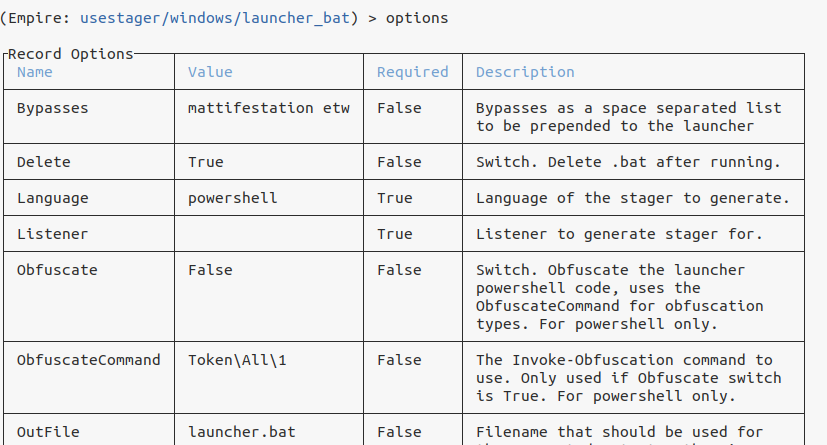 (Empire: usestager/windows/launcher_bat) > options
Record Options
Name Value Required Description
Bypasses mattifestation etw False Bypasses as a space separated list
to be prepended to the launcher
Delete True False Switch. Delete .bat after running.
Language powershell True Language of the stager to generate.
Listener True Listener to generate stager for.
Obfuscate False False Switch. Obfuscate the launcher
powershell code, uses the
ObfuscateCommand for obfuscation
types. For powershell only.
ObfuscateCommand Token\All\1 False The Invoke-Obfuscation command to
use. Only used if Obfuscate switch
is True. For powershell only.
OutFile launcher.bat False Filename that should be used for